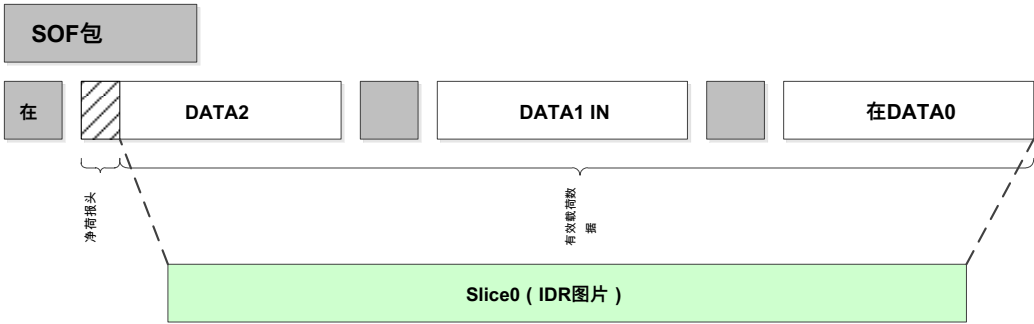 SOF包
在
DATA2
DATA1 IN
在DATA0
净荷报头
有效载荷数
据
Slice0（IDR图片）